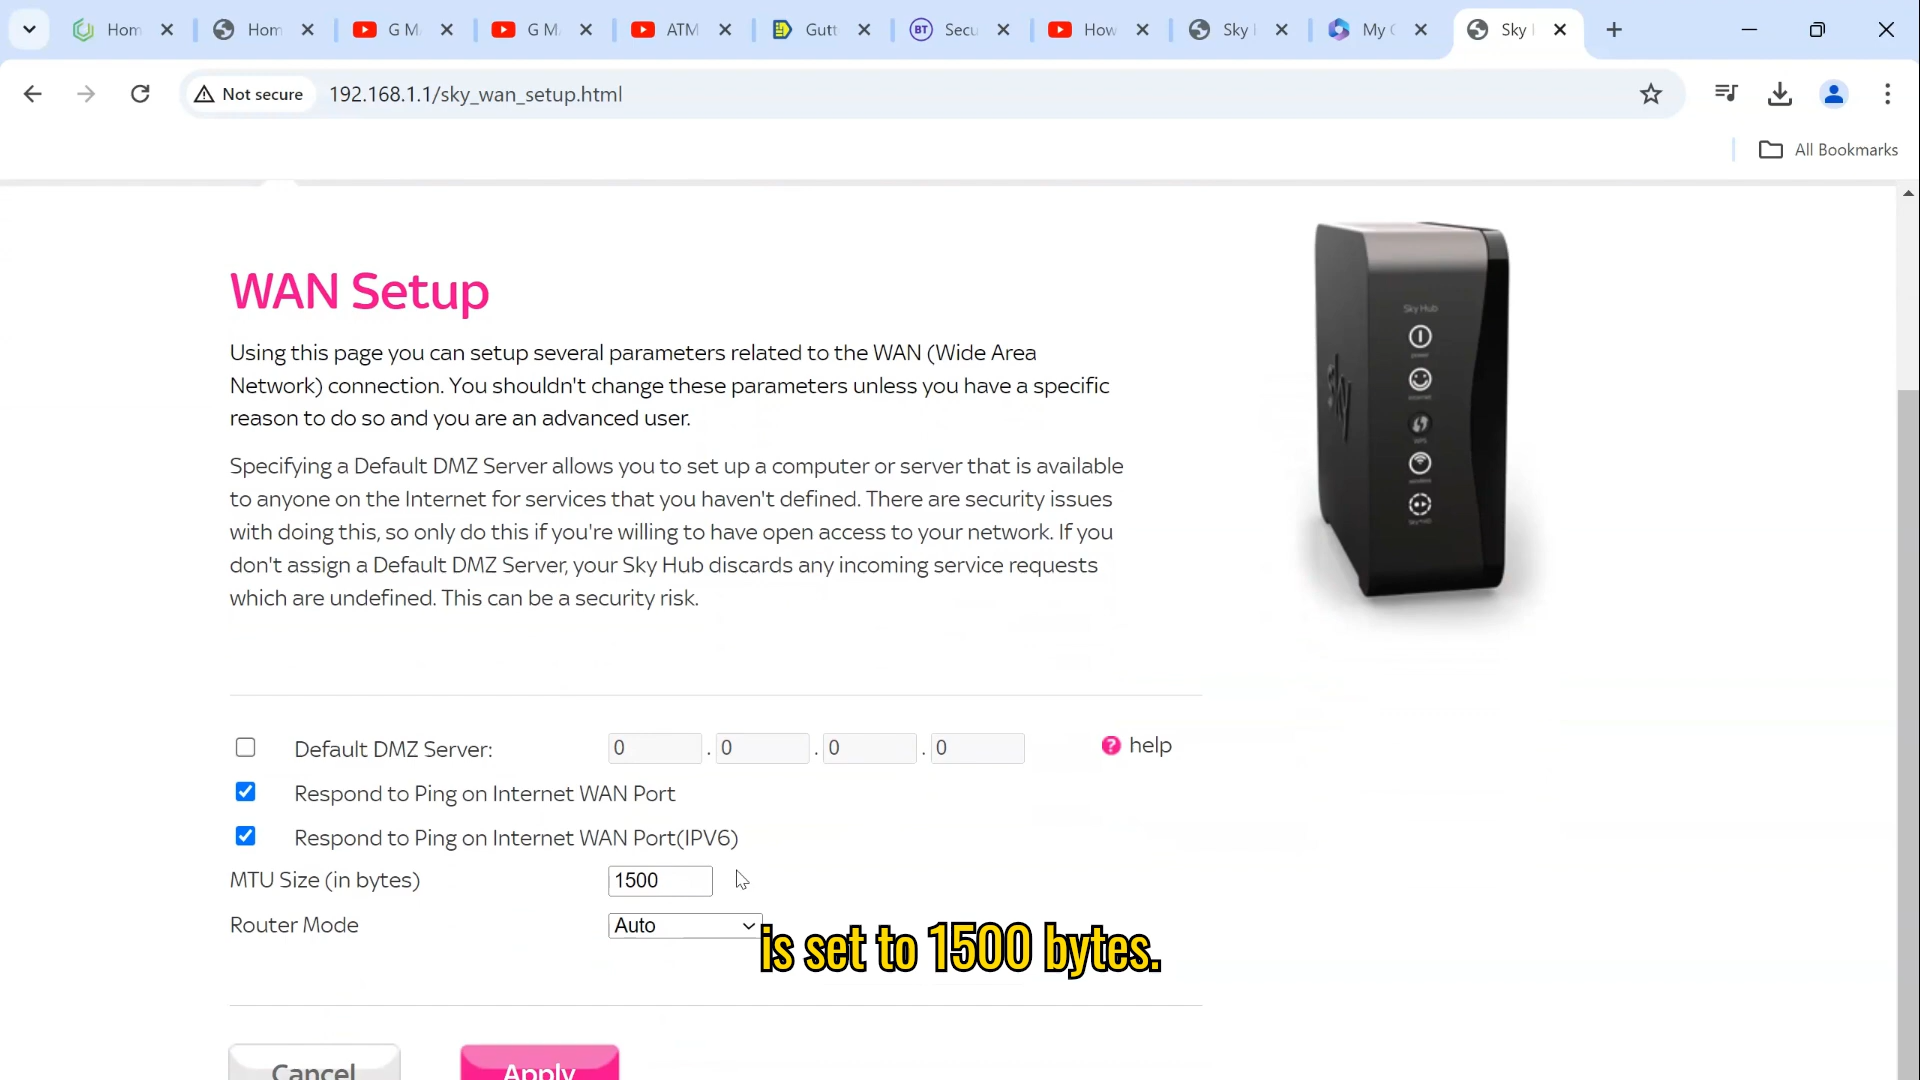 Hom
Hom
G M
G M
ATM
Gutt
BT
Secu
How
Sky
My
Sky
Not secure
192.168.1.1/sky_wan_setup.html
All Bookmarks
WAN Setup
Using this page you can setup several parameters related to the WAN (Wide Area
Network) connection. You shouldn't change these parameters unless you have a specific
reason to do so and you are an advanced user.
Specifying a Default DMZ Server allows you to set up a computer or server that is available
to anyone on the Internet for services that you haven't defined. There are security issues
with doing this, so only do this if you're willing to have open access to your network. If you
don't assign a Default DMZ Server, your Sky Hub discards any incoming service requests
which are undefined. This can be a security risk.
Sky Hub
power
internet
WPS
wireless
sky
Default DMZ Server: 0 . 0 . 0 . 0 help
Respond to Ping on Internet WAN Port
Respond to Ping on Internet WAN Port(IPV6)
MTU Size (in bytes) 1500
Router Mode Auto
is set to 1500 bytes.
Cancel Apply